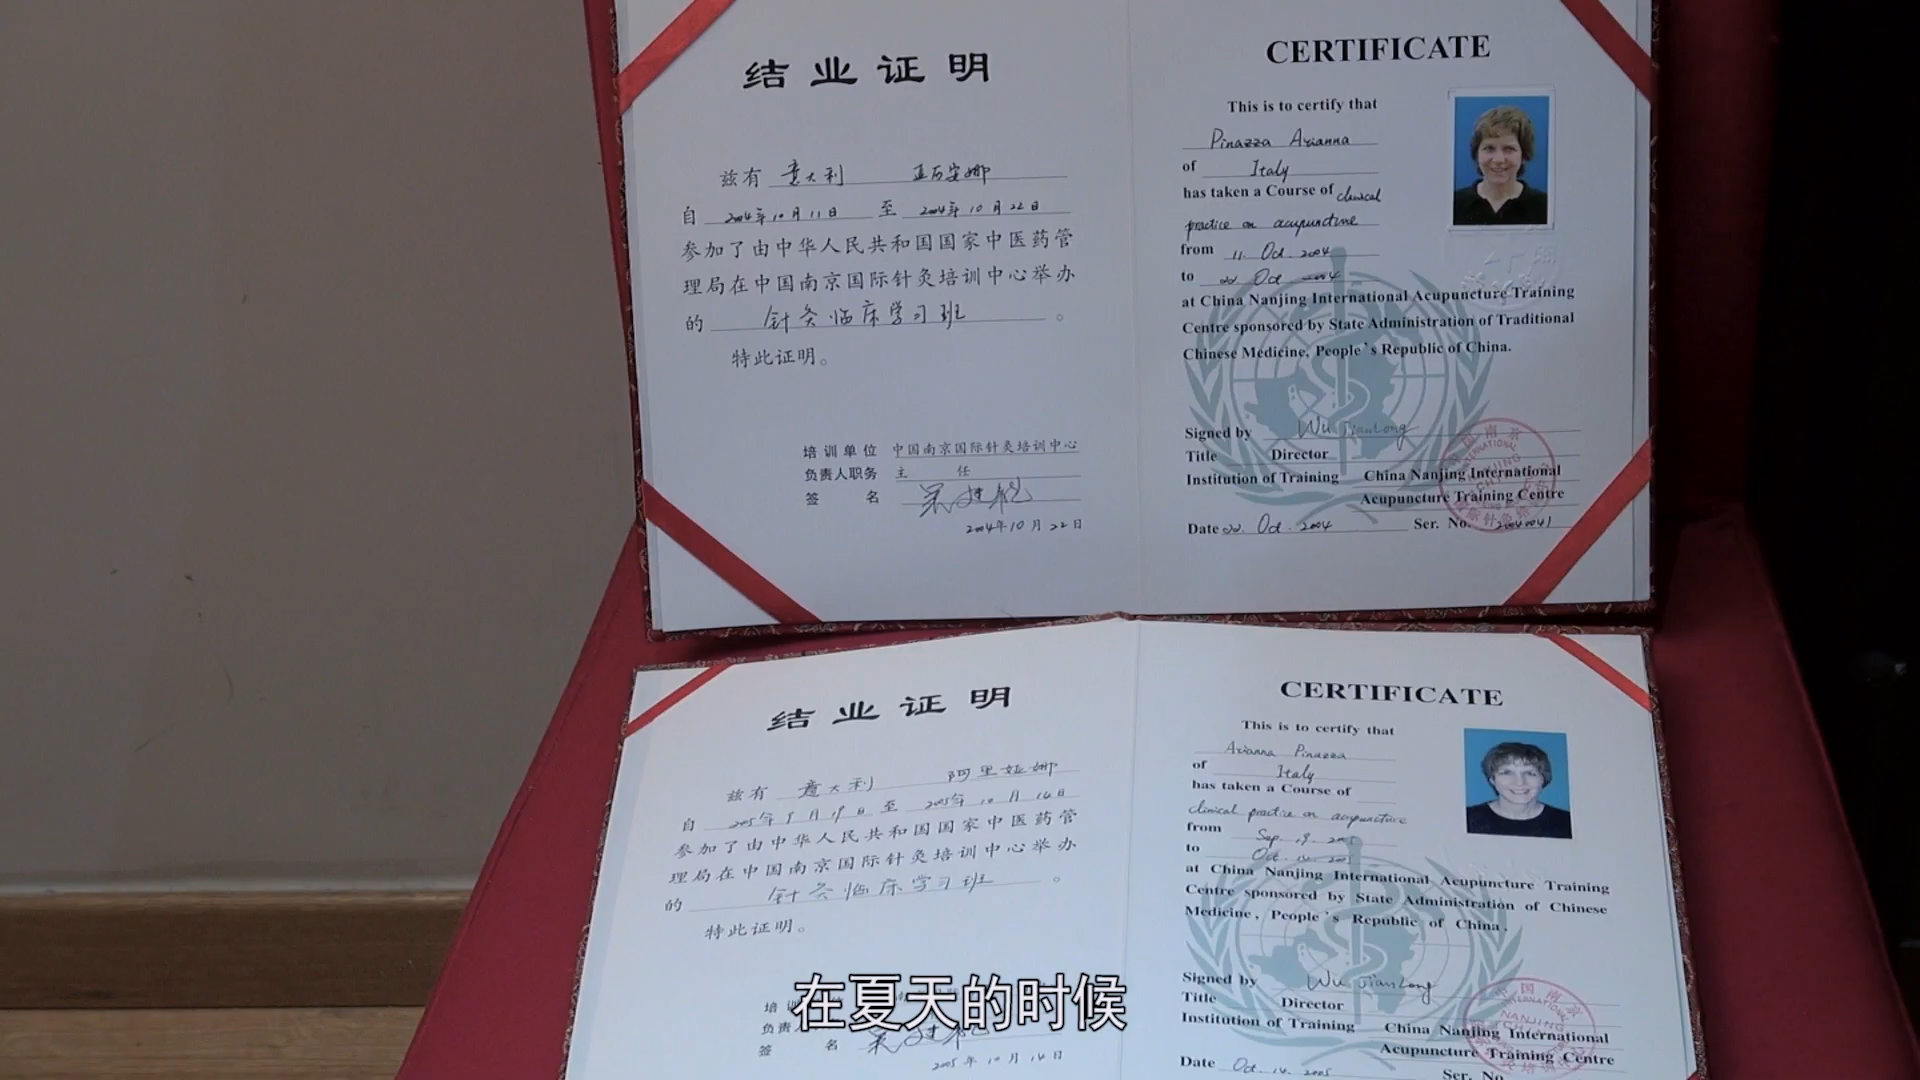 结业证明
兹有 意大利 亚历安娜
自 2004年10月11日 至 2004年10月22日
参加了由中华人民共和国国家中医药管
理局在中国南京国际针灸培训中心举办
的 针灸临床学习班 。
特此证明。
培训单位 中国南京国际针灸培训中心
负责人职务 主任
签名
2004年10月22日
CERTIFICATE
This is to certify that
Pinazza Arianna
of Italy
has taken a Course of clinical
practice on acupuncture
from 11. Oct. 2004
to 22. Oct 2004
at China Nanjing International Acupuncture Training
Centre sponsored by State Administration of Traditional
Chinese Medicine, People's Republic of China.
Signed by Wu JianLong
Title Director
Institution of Training China Nanjing International
Acupuncture Training Centre
Date 22. Oct. 2004 Ser. No. 20040041
结业证明
兹有 意大利 阿里娅娜
自 2005年9月19日 至 2005年10月14日
参加了由中华人民共和国国家中医药管
理局在中国南京国际针灸培训中心举办
的 针灸临床学习班 。
特此证明。
签名
2005年10月14日
CERTIFICATE
This is to certify that
Arianna Pinazza
of Italy
has taken a Course of
clinical practice on acupuncture
from Sep. 19. 2005
to Oct. 14. 2005
at China Nanjing International Acupuncture Training
Centre sponsored by State Administration of Chinese
Medicine, People's Republic of China.
Signed by Wu JianLong
Title Director
Institution of Training China Nanjing International
Acupuncture Training Centre
Date Oct. 14. 2005 Ser. No
在夏天的时候